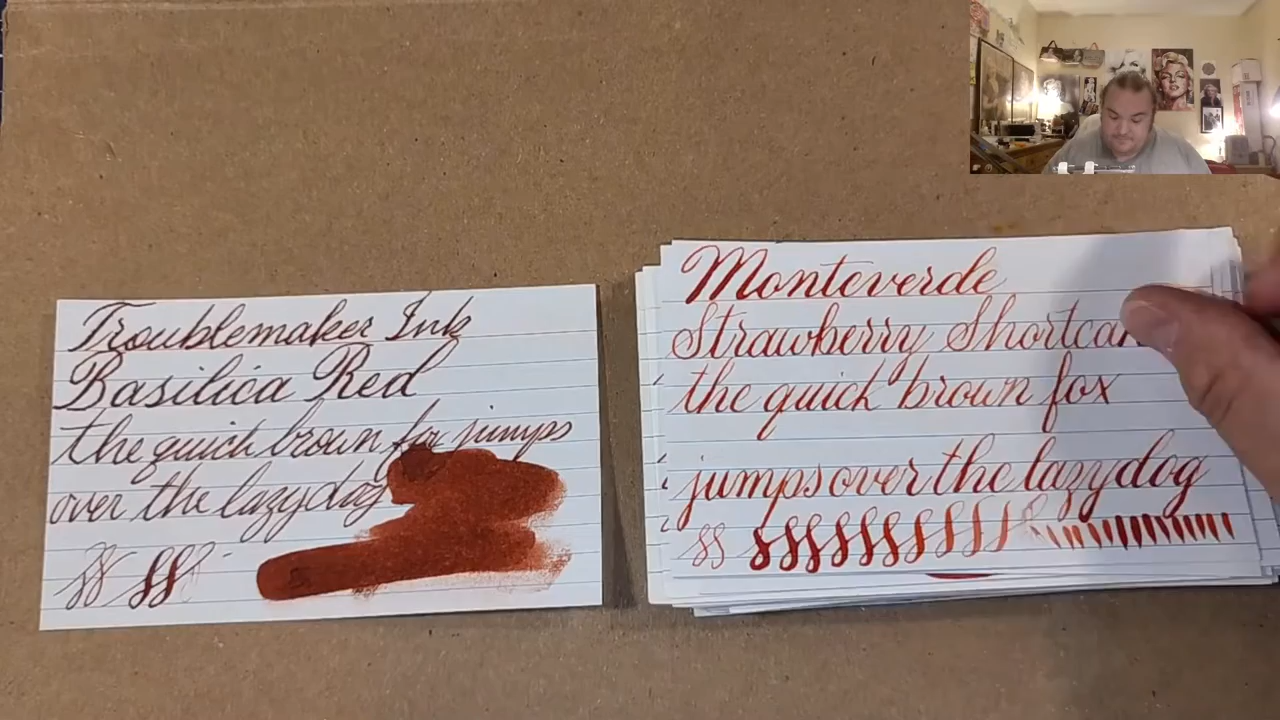 Troublemaker Ink
Basilica Red
the quick brown fox jumps
over the lazy dog
Monteverde
Strawberry
the quick brown fox
jumps over the lazy dog